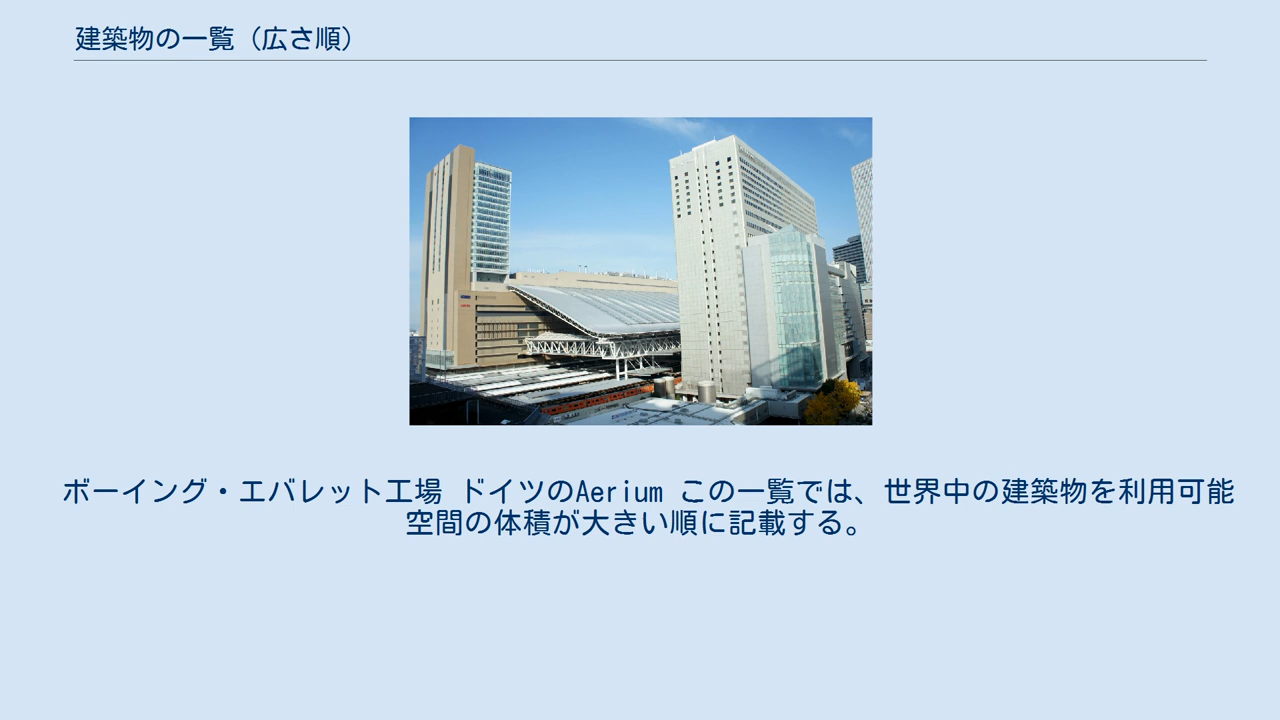 建築物の一覧（広さ順）
ボーイング・エバレット工場 ドイツのAerium この一覧では、世界中の建築物を利用可能
空間の体積が大きい順に記載する。